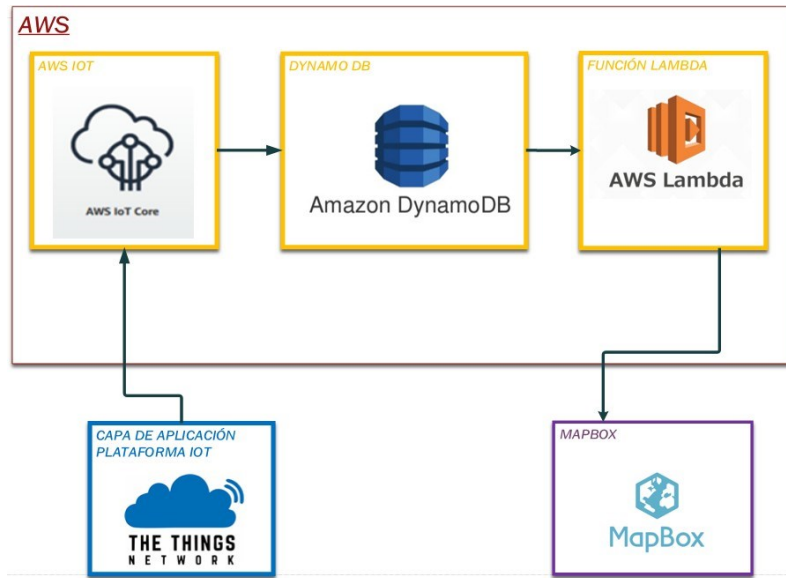 AWS
AWS IOT
AWS IoT Core
DYNAMO DB
Amazon DynamoDB
FUNCIÓN LAMBDA
AWS Lambda
CAPA DE APLICACIÓN
PLATAFORMA IOT
THE THINGS
NETWORK
MAPBOX
MapBox